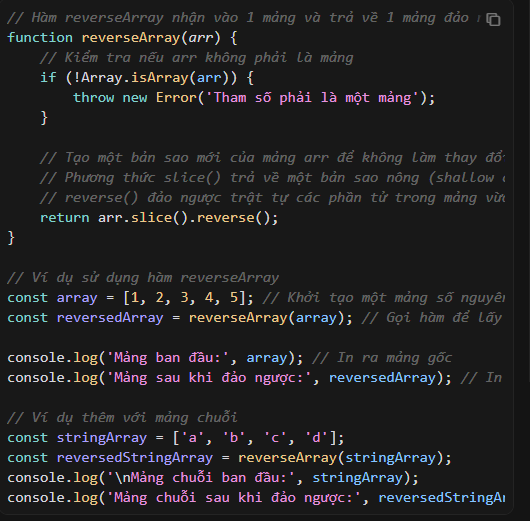 // Hàm reverseArray nhận vào 1 mảng và trả về 1 mảng đảo
function reverseArray(arr) {
// Kiểm tra nếu arr không phải là mảng
if (!Array.isArray(arr)) {
throw new Error('Tham số phải là một mảng');
}
// Tạo một bản sao mới của mảng arr để không làm thay
// Phương thức slice() trả về một bản sao nông (shallow
// reverse() đảo ngược trật tự các phần tử trong mảng
return arr.slice().reverse();
}
// Ví dụ sử dụng hàm reverseArray
const array = [1, 2, 3, 4, 5]; // Khởi tạo một mảng số
const reversedArray = reverseArray(array); // Gọi hàm để lấy
console.log('Mảng ban đầu:', array); // In ra mảng gốc
console.log('Mảng sau khi đảo ngược:', reversedArray); // In
// Ví dụ thêm với mảng chuỗi
const stringArray = ['a', 'b', 'c', 'd'];
const reversedStringArray = reverseArray(stringArray);
console.log('\nMảng chuỗi ban đầu:', stringArray);
console.log('Mảng chuỗi sau khi đảo ngược:',